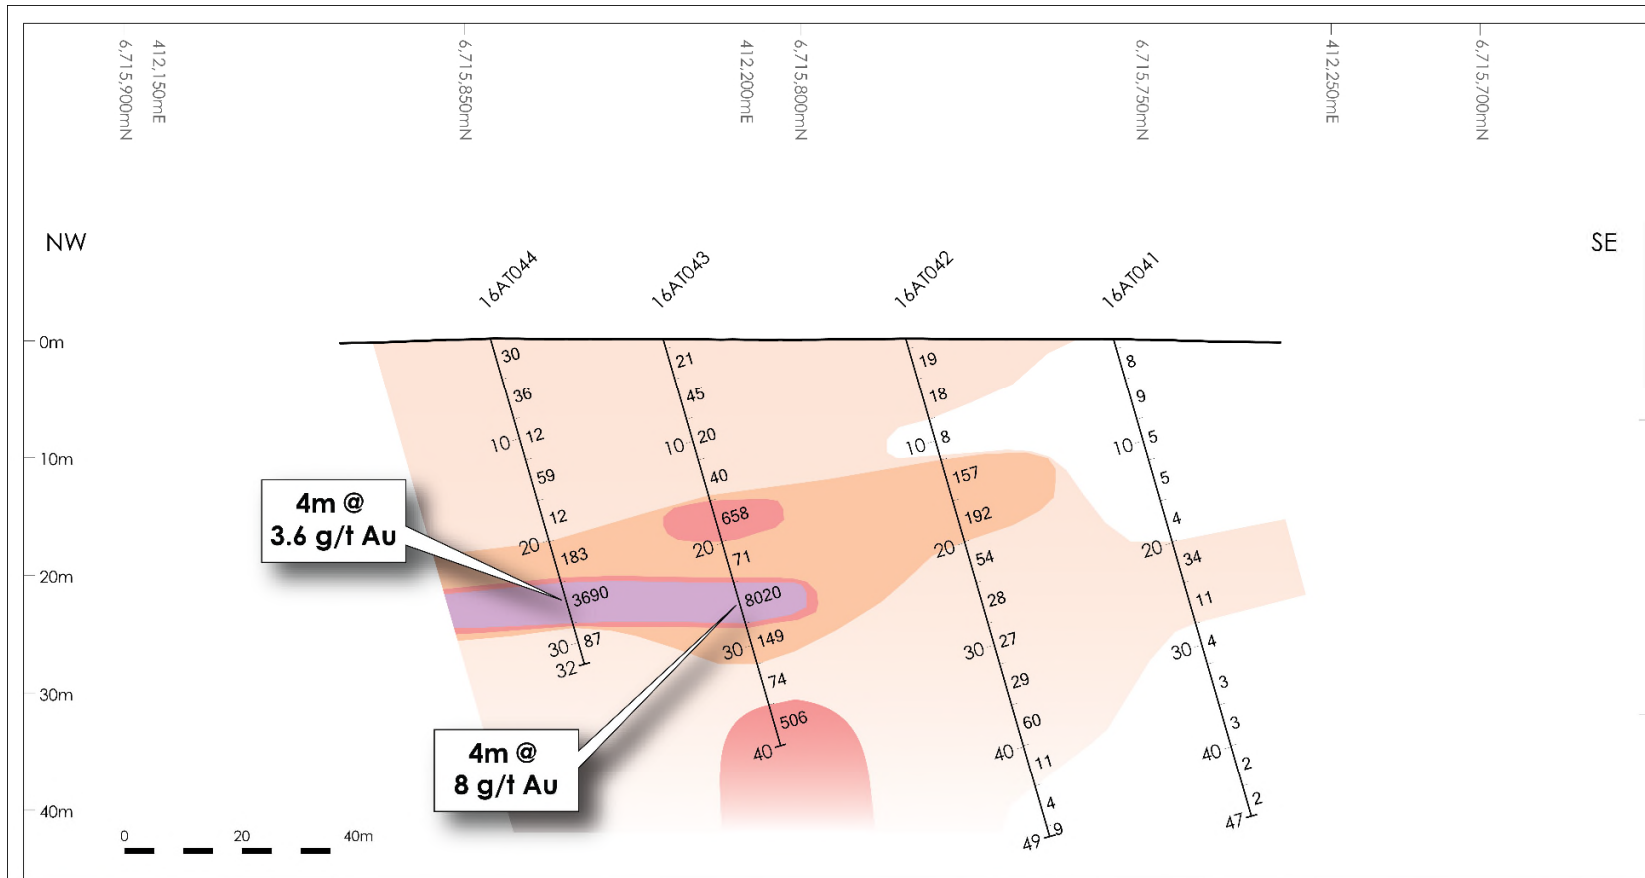 6,715,900mN
412,150mE
6,715,850mN
412,200mE
6,715,800mN
6,715,750mN
412,250mE
6,715,700mN
NW
SE
16AT044
16AT043
16AT042
16AT041
0m
10m
20m
30m
40m
30
36
10
12
59
12
20
183
3690
30
87
32
21
45
10
20
40
658
20
71
8020
30
149
74
506
40
19
18
10
8
157
192
20
54
28
30
27
29
60
40
11
4
49
9
8
9
10
5
5
4
20
34
11
30
4
3
3
40
2
2
47
4m @
3.6 g/t Au
4m @
8 g/t Au
0
20
40m